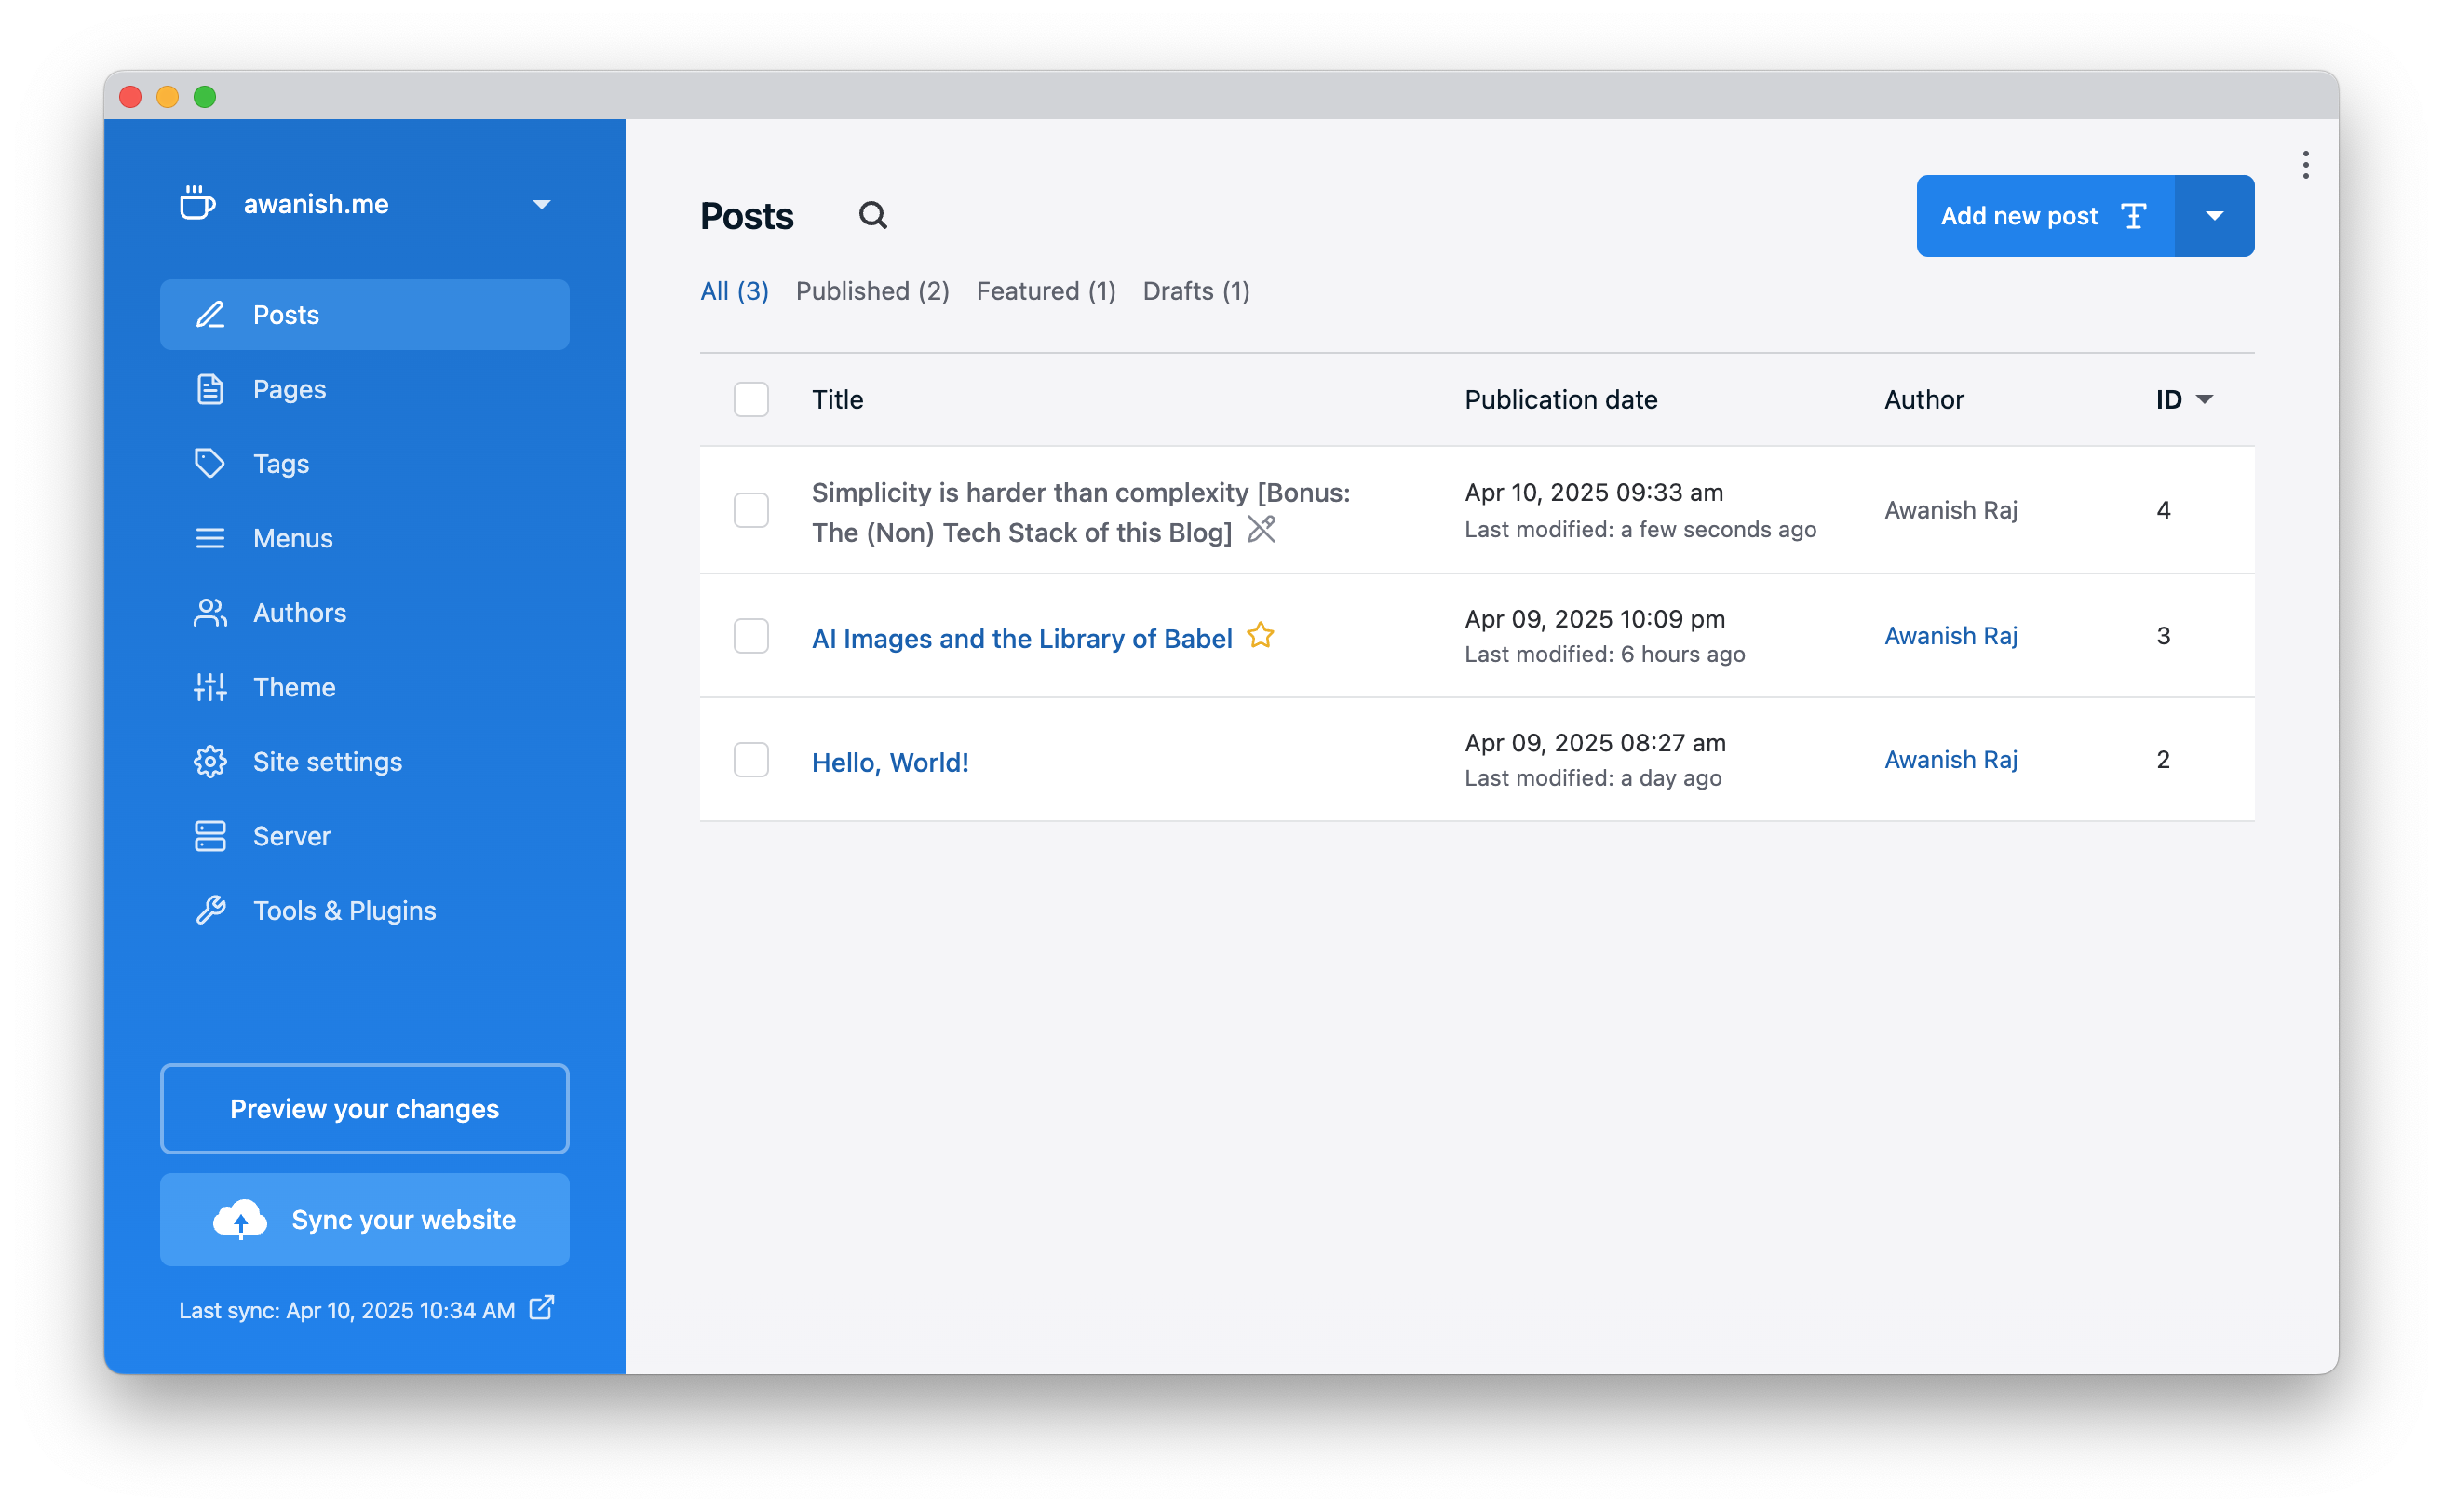 awanish.me
Posts
Pages
Tags
Menus
Authors
Theme
Site settings
Server
Tools & Plugins
Preview your changes
Sync your website
Last sync: Apr 10, 2025 10:34 AM
Posts
Add new post
All (3) Published (2) Featured (1) Drafts (1)
Title Publication date Author ID
Simplicity is harder than complexity [Bonus:
The (Non) Tech Stack of this Blog]
Apr 10, 2025 09:33 am
Last modified: a few seconds ago
Awanish Raj
4
AI Images and the Library of Babel
Apr 09, 2025 10:09 pm
Last modified: 6 hours ago
Awanish Raj
3
Hello, World!
Apr 09, 2025 08:27 am
Last modified: a day ago
Awanish Raj
2